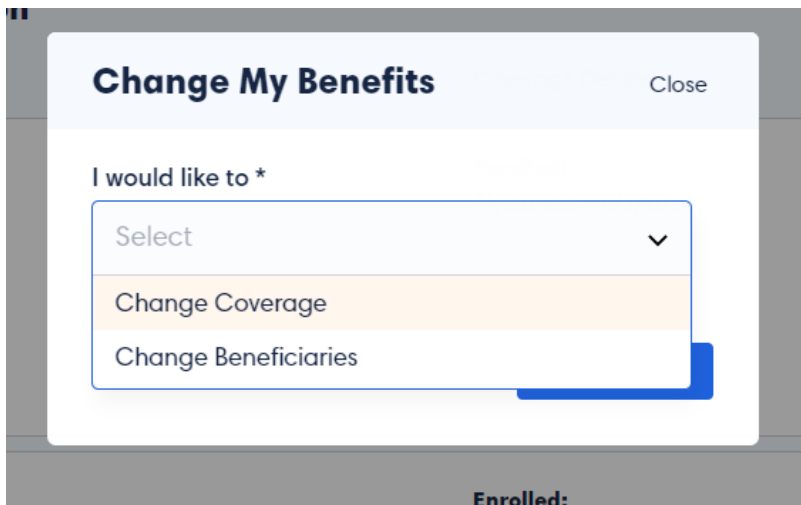 Change My Benefits
Close
I would like to *
Select
Change Coverage
Change Beneficiaries
Enrolled: